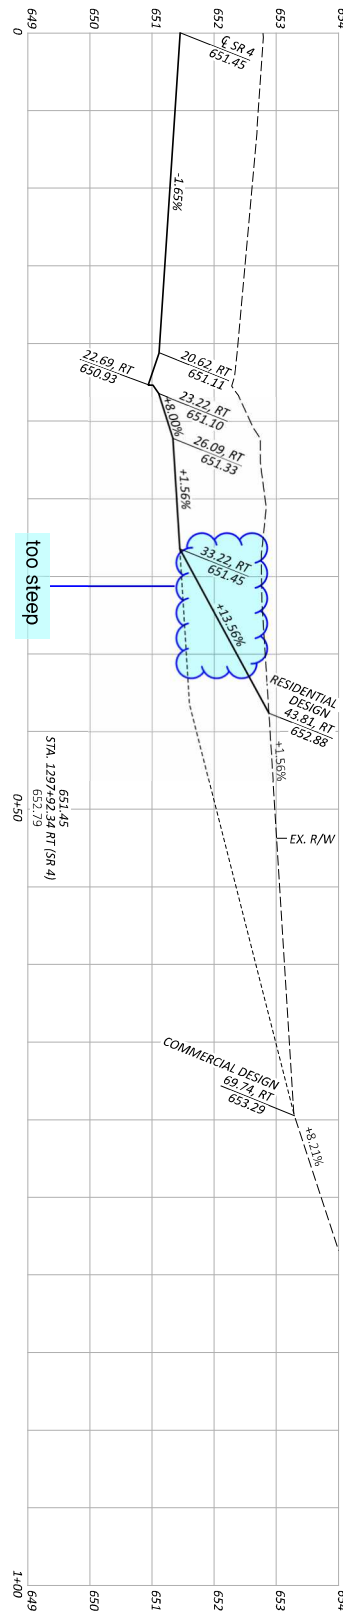 654
653
652
651
650
649
0
℄ SR 4
651.45
-1.65%
20.62, RT
651.11
22.69, RT
650.93
23.22, RT
651.10
+8.00%
26.09, RT
651.33
+1.56%
33.22, RT
651.45
+13.56%
too steep
RESIDENTIAL
DESIGN
43.81, RT
652.88
+1.56%
EX. R/W
0+50
651.45
652.79
STA. 1297+92.34 RT (SR 4)
COMMERCIAL DESIGN
69.74, RT
653.29
+8.21%
1+00
654
653
652
651
650
649